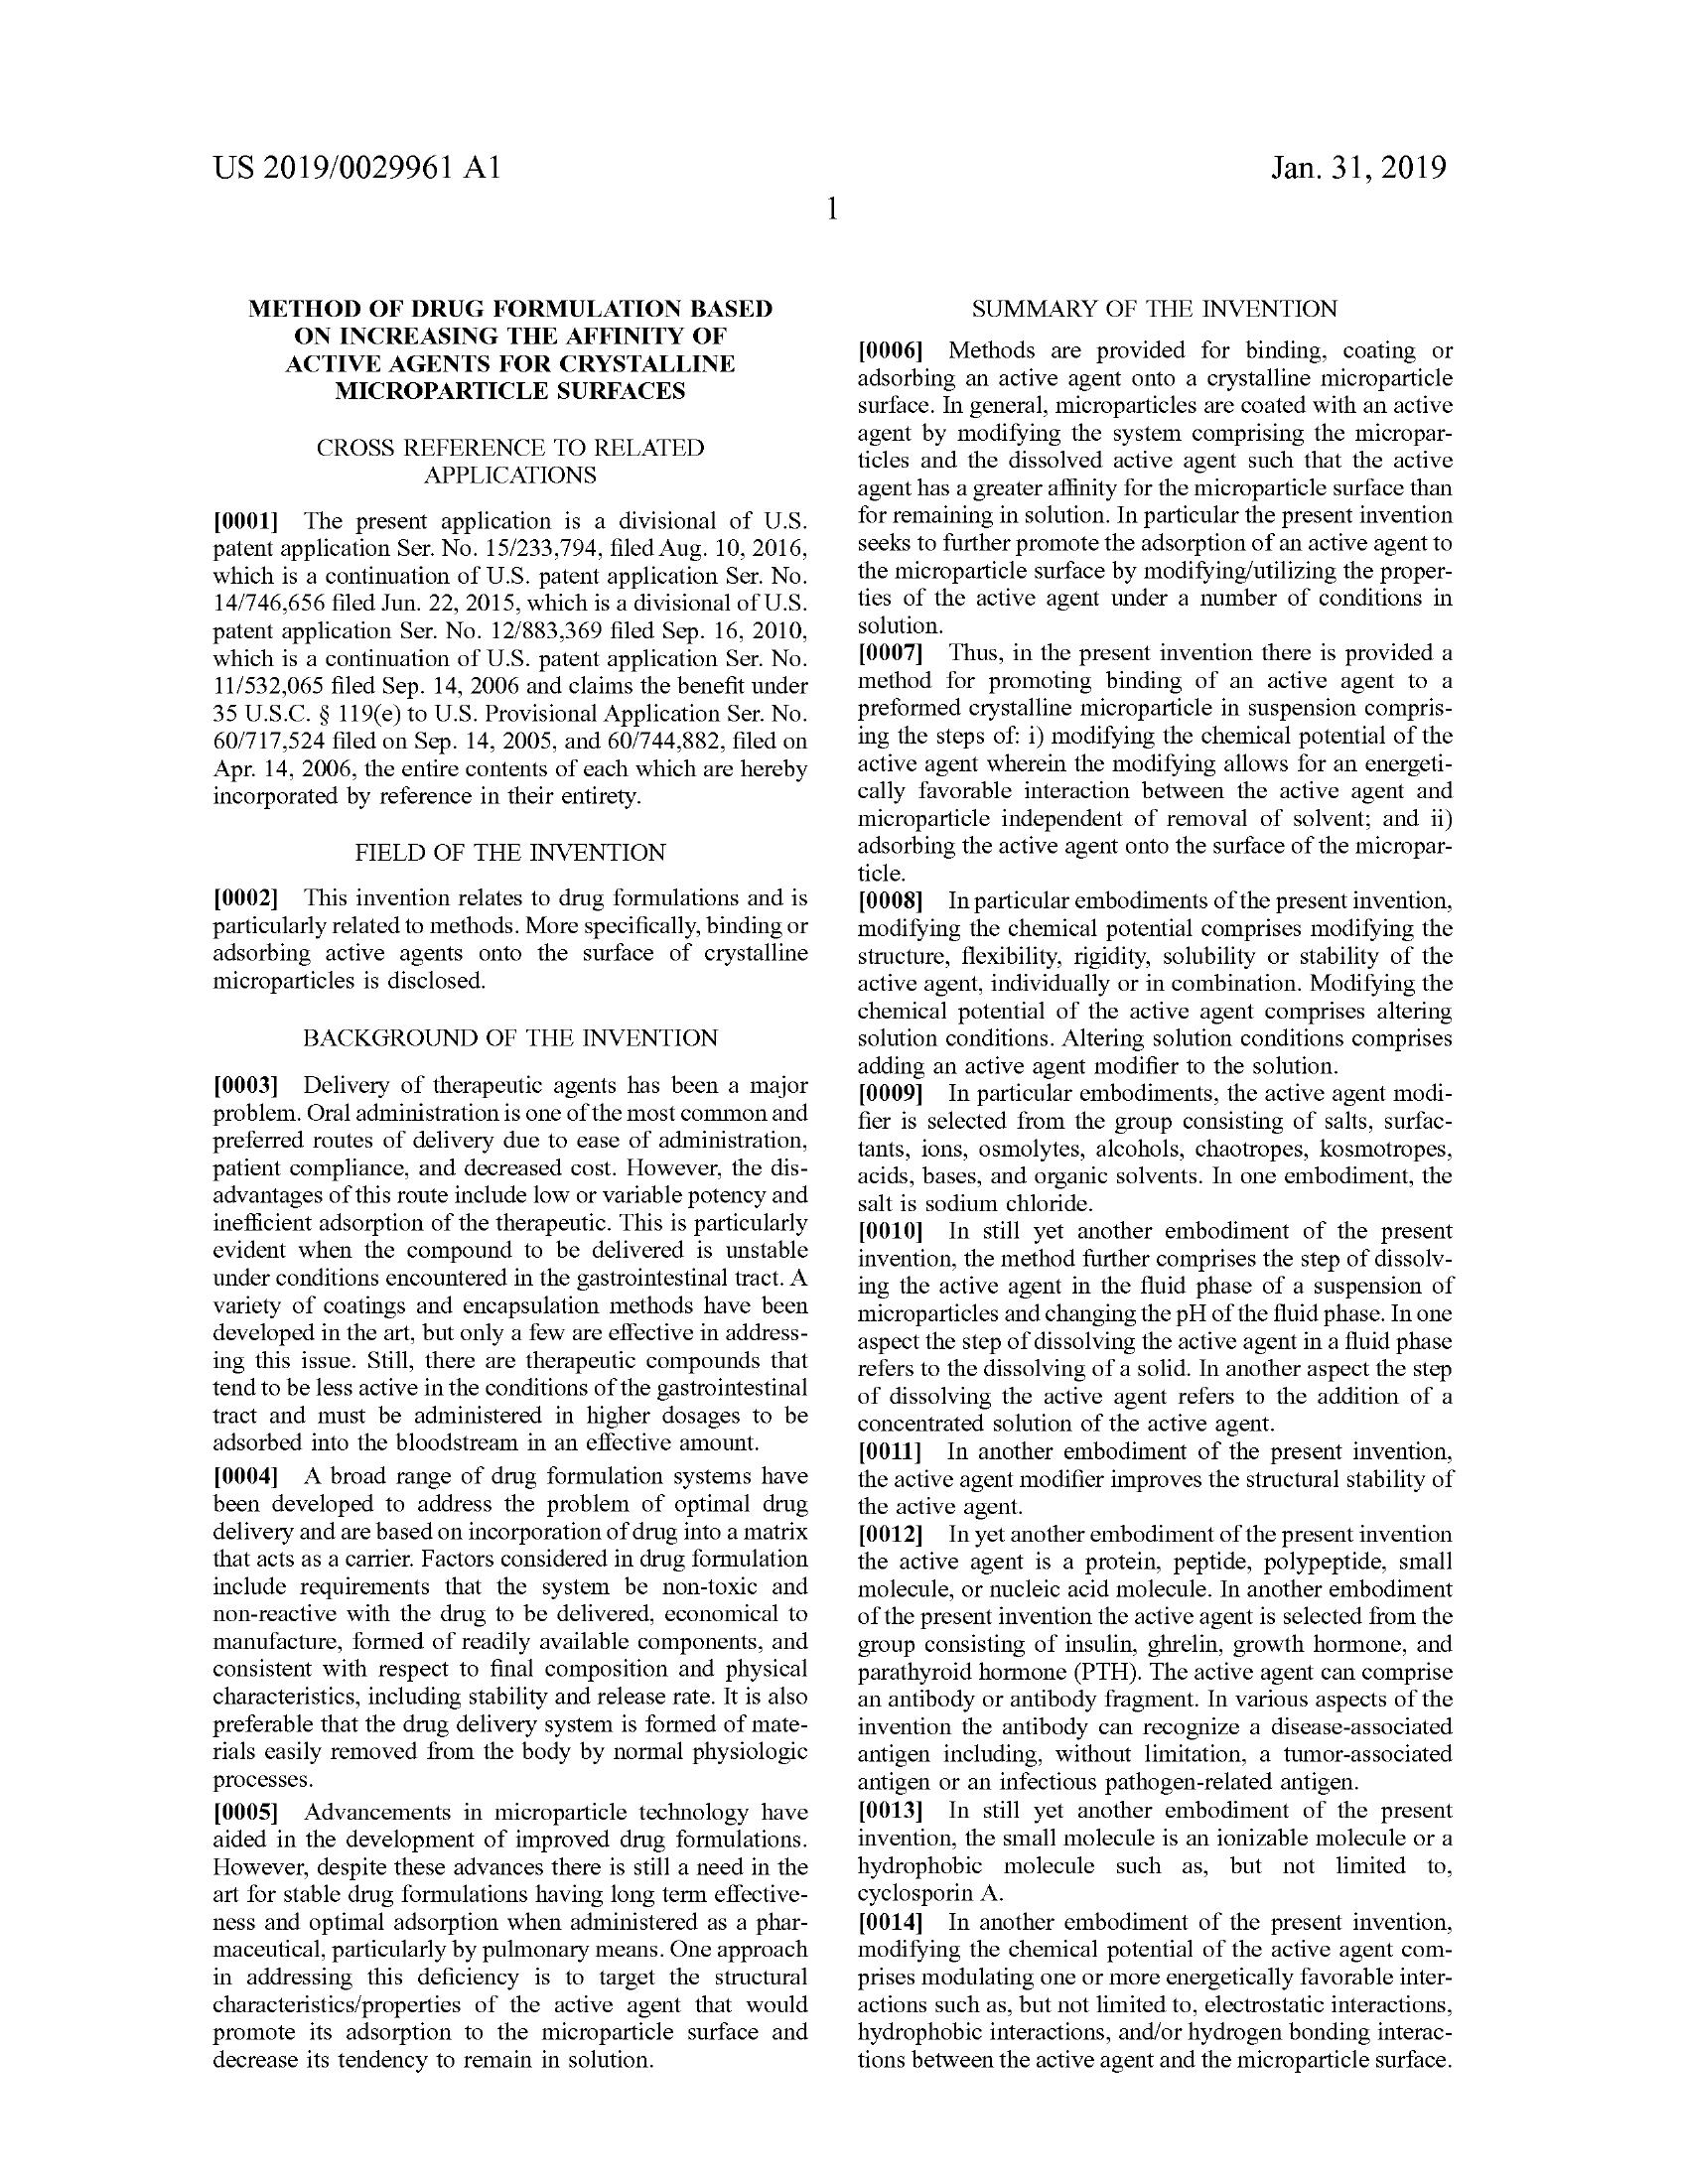 US 2019/0029961 A1
Jan. 31, 2019
1
METHOD OF DRUG FORMULATION BASED
ON INCREASING THE AFFINITY OF
ACTIVE AGENTS FOR CRYSTALLINE
MICROPARTICLE SURFACES
CROSS REFERENCE TO RELATED
APPLICATIONS
[0001] The present application is a divisional of U.S.
patent application Ser. No. 15/233,794, filed Aug. 10, 2016,
which is a continuation of U.S. patent application Ser. No.
14/746,656 filed Jun. 22, 2015, which is a divisional of U.S.
patent application Ser. No. 12/883,369 filed Sep. 16, 2010,
which is a continuation of U.S. patent application Ser. No.
11/532,065 filed Sep. 14, 2006 and claims the benefit under
35 U.S.C. § 119(e) to U.S. Provisional Application Ser. No.
60/717,524 filed on Sep. 14, 2005, and 60/744,882, filed on
Apr. 14, 2006, the entire contents of each which are hereby
incorporated by reference in their entirety.
FIELD OF THE INVENTION
[0002] This invention relates to drug formulations and is
particularly related to methods. More specifically, binding or
adsorbing active agents onto the surface of crystalline
microparticles is disclosed.
BACKGROUND OF THE INVENTION
[0003] Delivery of therapeutic agents has been a major
problem. Oral administration is one of the most common and
preferred routes of delivery due to ease of administration,
patient compliance, and decreased cost. However, the dis-
advantages of this route include low or variable potency and
inefficient adsorption of the therapeutic. This is particularly
evident when the compound to be delivered is unstable
under conditions encountered in the gastrointestinal tract. A
variety of coatings and encapsulation methods have been
developed in the art, but only a few are effective in address-
ing this issue. Still, there are therapeutic compounds that
tend to be less active in the conditions of the gastrointestinal
tract and must be administered in higher dosages to be
adsorbed into the bloodstream in an effective amount.
[0004] A broad range of drug formulation systems have
been developed to address the problem of optimal drug
delivery and are based on incorporation of drug into a matrix
that acts as a carrier. Factors considered in drug formulation
include requirements that the system be non-toxic and
non-reactive with the drug to be delivered, economical to
manufacture, formed of readily available components, and
consistent with respect to final composition and physical
characteristics, including stability and release rate. It is also
preferable that the drug delivery system is formed of mate-
rials easily removed from the body by normal physiologic
processes.
[0005] Advancements in microparticle technology have
aided in the development of improved drug formulations.
However, despite these advances there is still a need in the
art for stable drug formulations having long term effective-
ness and optimal adsorption when administered as a phar-
maceutical, particularly by pulmonary means. One approach
in addressing this deficiency is to target the structural
characteristics/properties of the active agent that would
promote its adsorption to the microparticle surface and
decrease its tendency to remain in solution.
SUMMARY OF THE INVENTION
[0006] Methods are provided for binding, coating or
adsorbing an active agent onto a crystalline microparticle
surface. In general, microparticles are coated with an active
agent by modifying the system comprising the micropar-
ticles and the dissolved active agent such that the active
agent has a greater affinity for the microparticle surface than
for remaining in solution. In particular the present invention
seeks to further promote the adsorption of an active agent to
the microparticle surface by modifying/utilizing the proper-
ties of the active agent under a number of conditions in
solution.
[0007] Thus, in the present invention there is provided a
method for promoting binding of an active agent to a
preformed crystalline microparticle in suspension compris-
ing the steps of: i) modifying the chemical potential of the
active agent wherein the modifying allows for an energeti-
cally favorable interaction between the active agent and
microparticle independent of removal of solvent; and ii)
adsorbing the active agent onto the surface of the micropar-
ticle.
[0008] In particular embodiments of the present invention,
modifying the chemical potential comprises modifying the
structure, flexibility, rigidity, solubility or stability of the
active agent, individually or in combination. Modifying the
chemical potential of the active agent comprises altering
solution conditions. Altering solution conditions comprises
adding an active agent modifier to the solution.
[0009] In particular embodiments, the active agent modi-
fier is selected from the group consisting of salts, surfac-
tants, ions, osmolytes, alcohols, chaotropes, kosmotropes,
acids, bases, and organic solvents. In one embodiment, the
salt is sodium chloride.
[0010] In still yet another embodiment of the present
invention, the method further comprises the step of dissolv-
ing the active agent in the fluid phase of a suspension of
microparticles and changing the pH of the fluid phase. In one
aspect the step of dissolving the active agent in a fluid phase
refers to the dissolving of a solid. In another aspect the step
of dissolving the active agent refers to the addition of a
concentrated solution of the active agent.
[0011] In another embodiment of the present invention,
the active agent modifier improves the structural stability of
the active agent.
[0012] In yet another embodiment of the present invention
the active agent is a protein, peptide, polypeptide, small
molecule, or nucleic acid molecule. In another embodiment
of the present invention the active agent is selected from the
group consisting of insulin, ghrelin, growth hormone, and
parathyroid hormone (PTH). The active agent can comprise
an antibody or antibody fragment. In various aspects of the
invention the antibody can recognize a disease-associated
antigen including, without limitation, a tumor-associated
antigen or an infectious pathogen-related antigen.
[0013] In still yet another embodiment of the present
invention, the small molecule is an ionizable molecule or a
hydrophobic molecule such as, but not limited to,
cyclosporin A.
[0014] In another embodiment of the present invention,
modifying the chemical potential of the active agent com-
prises modulating one or more energetically favorable inter-
actions such as, but not limited to, electrostatic interactions,
hydrophobic interactions, and/or hydrogen bonding interac-
tions between the active agent and the microparticle surface.